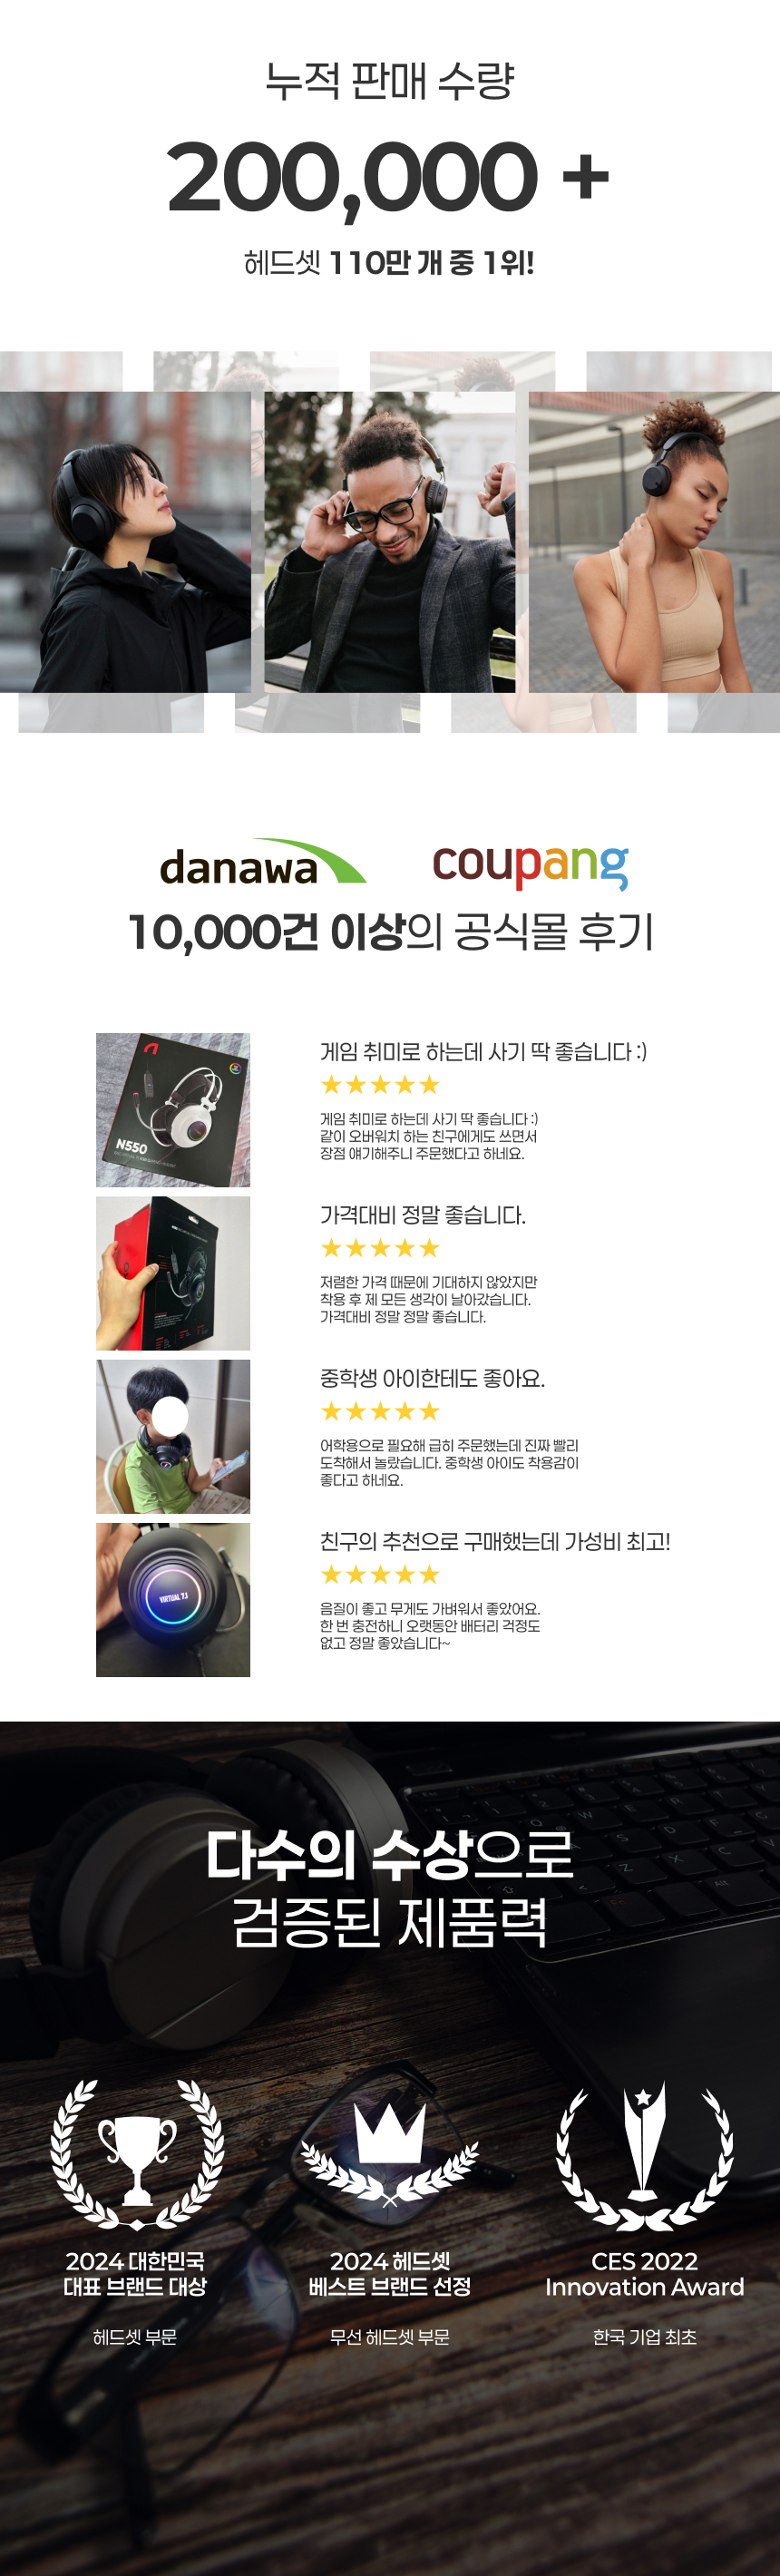 누적 판매 수량
200,000 +
헤드셋 110만 개 중 1위!
danawa
coupang
10,000건 이상의 공식몰 후기
게임 취미로 하는데 사기 딱 좋습니다 :)
★★★★★
게임 취미로 하는데 사기 딱 좋습니다 :)
같이 오버워치 하는 친구에게도 쓰면서
장점 얘기해주니 주문했다고 하네요.
N550
가격대비 정말 좋습니다.
★★★★★
저렴한 가격 때문에 기대하지 않았지만
착용 후 제 모든 생각이 날아갔습니다.
가격대비 정말 정말 좋습니다.
중학생 아이한테도 좋아요.
★★★★★
어학용으로 필요해 급히 주문했는데 진짜 빨리
도착해서 놀랐습니다. 중학생 아이도 착용감이
좋다고 하네요.
친구의 추천으로 구매했는데 가성비 최고!
★★★★★
음질이 좋고 무게도 가벼워서 좋았어요.
한 번 충전하니 오랫동안 배터리 걱정도
없고 정말 좋았습니다~
VIRTUAL 7.1
다수의 수상으로
검증된 제품력
2024 대한민국
대표 브랜드 대상
헤드셋 부문
2024 헤드셋
베스트 브랜드 선정
무선 헤드셋 부문
CES 2022
Innovation Award
한국 기업 최초